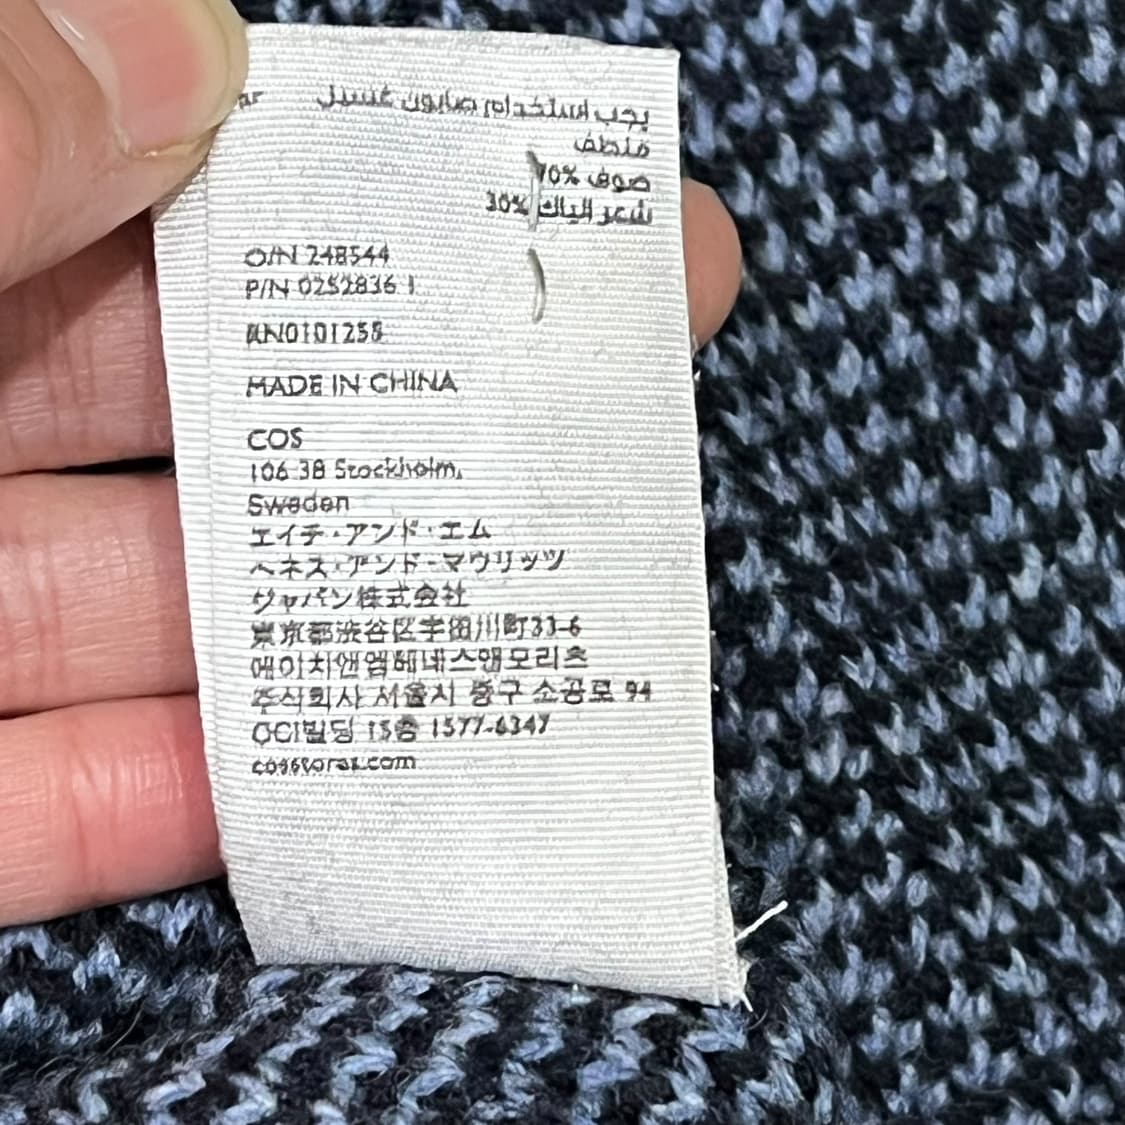 ar يجب استخدام صابون غسيل
ملطف
صوف 70%
شعر الياك 30%
O/N 248544
P/N 0252836 1
RN0101258
MADE IN CHINA
COS
106 38 Stockholm,
Sweden
エイチ・アンド・エム
ヘネス・アンド・マウリッツ
ジャパン株式会社
東京都渋谷区宇田川町33-6
에이치앤엠헤네스앤모리츠
주식회사 서울시 중구 소공로 94
OCI빌딩 15층 1577-6347
cosstores.com